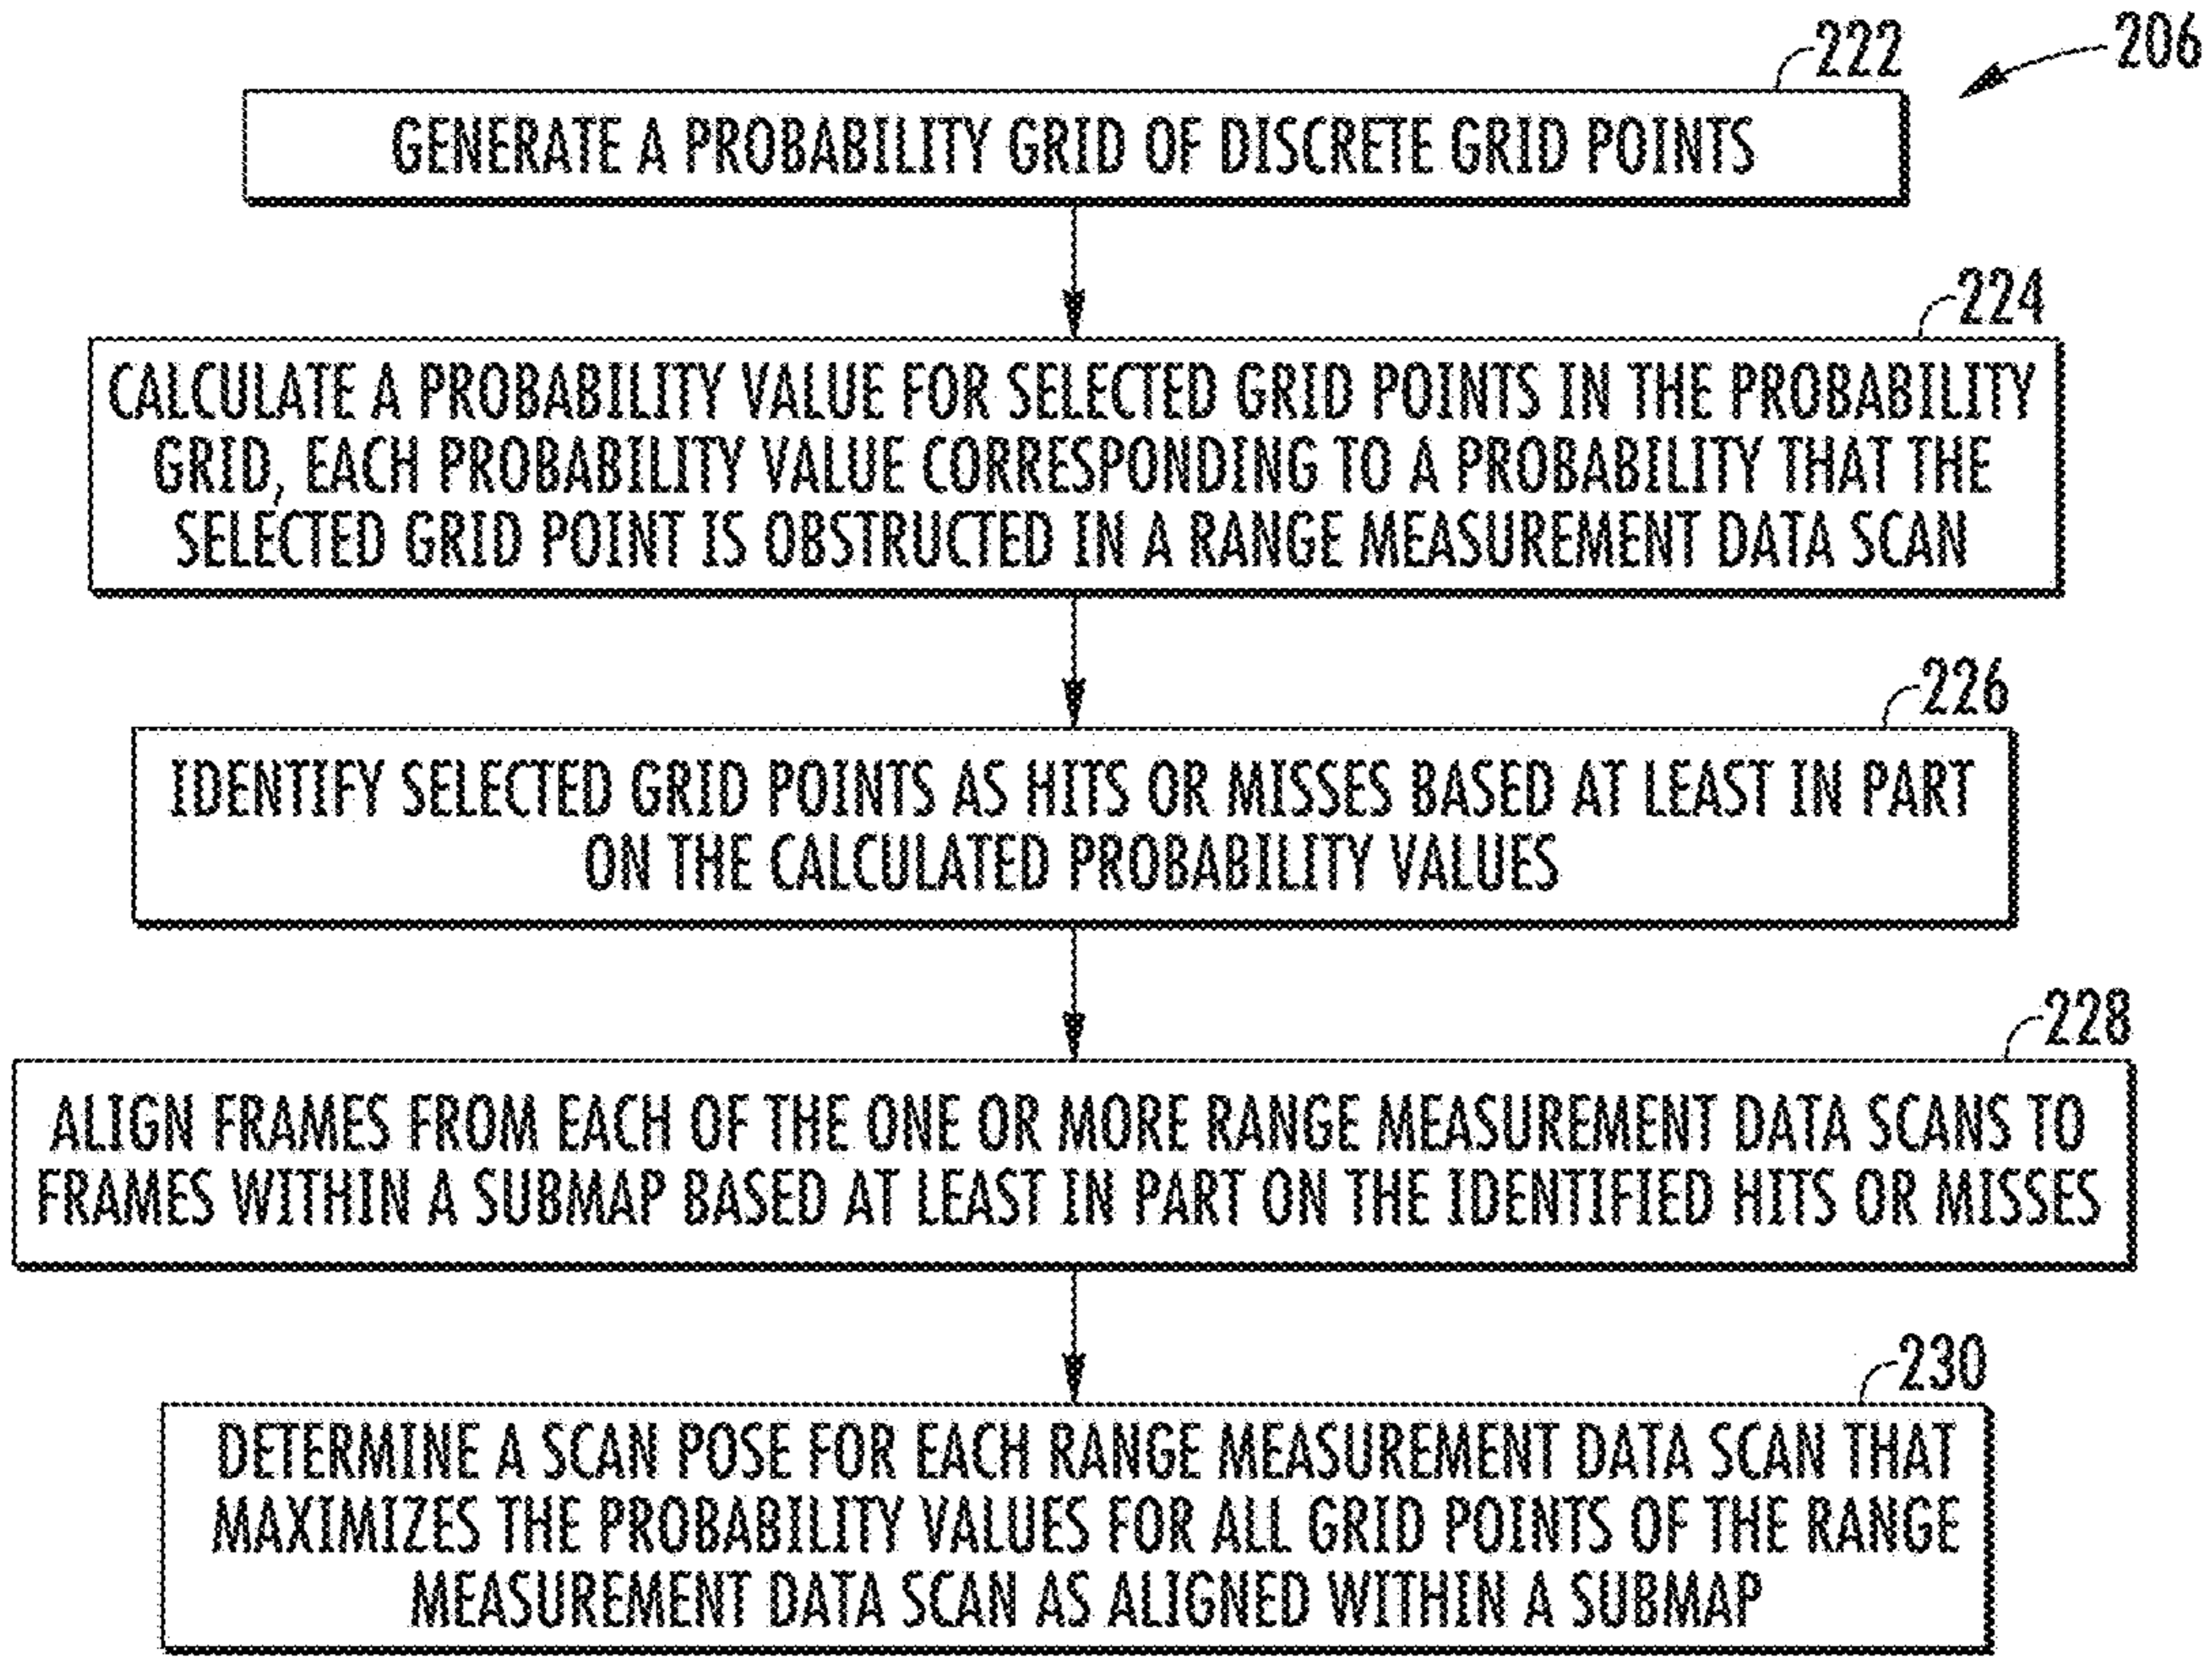 206
222
GENERATE A PROBABILITY GRID OF DISCRETE GRID POINTS
224
CALCULATE A PROBABILITY VALUE FOR SELECTED GRID POINTS IN THE PROBABILITY
GRID, EACH PROBABILITY VALUE CORRESPONDING TO A PROBABILITY THAT THE
SELECTED GRID POINT IS OBSTRUCTED IN A RANGE MEASUREMENT DATA SCAN
226
IDENTIFY SELECTED GRID POINTS AS HITS OR MISSES BASED AT LEAST IN PART
ON THE CALCULATED PROBABILITY VALUES
228
ALIGN FRAMES FROM EACH OF THE ONE OR MORE RANGE MEASUREMENT DATA SCANS TO
FRAMES WITHIN A SUBMAP BASED AT LEAST IN PART ON THE IDENTIFIED HITS OR MISSES
230
DETERMINE A SCAN POSE FOR EACH RANGE MEASUREMENT DATA SCAN THAT
MAXIMIZES THE PROBABILITY VALUES FOR ALL GRID POINTS OF THE RANGE
MEASUREMENT DATA SCAN AS ALIGNED WITHIN A SUBMAP